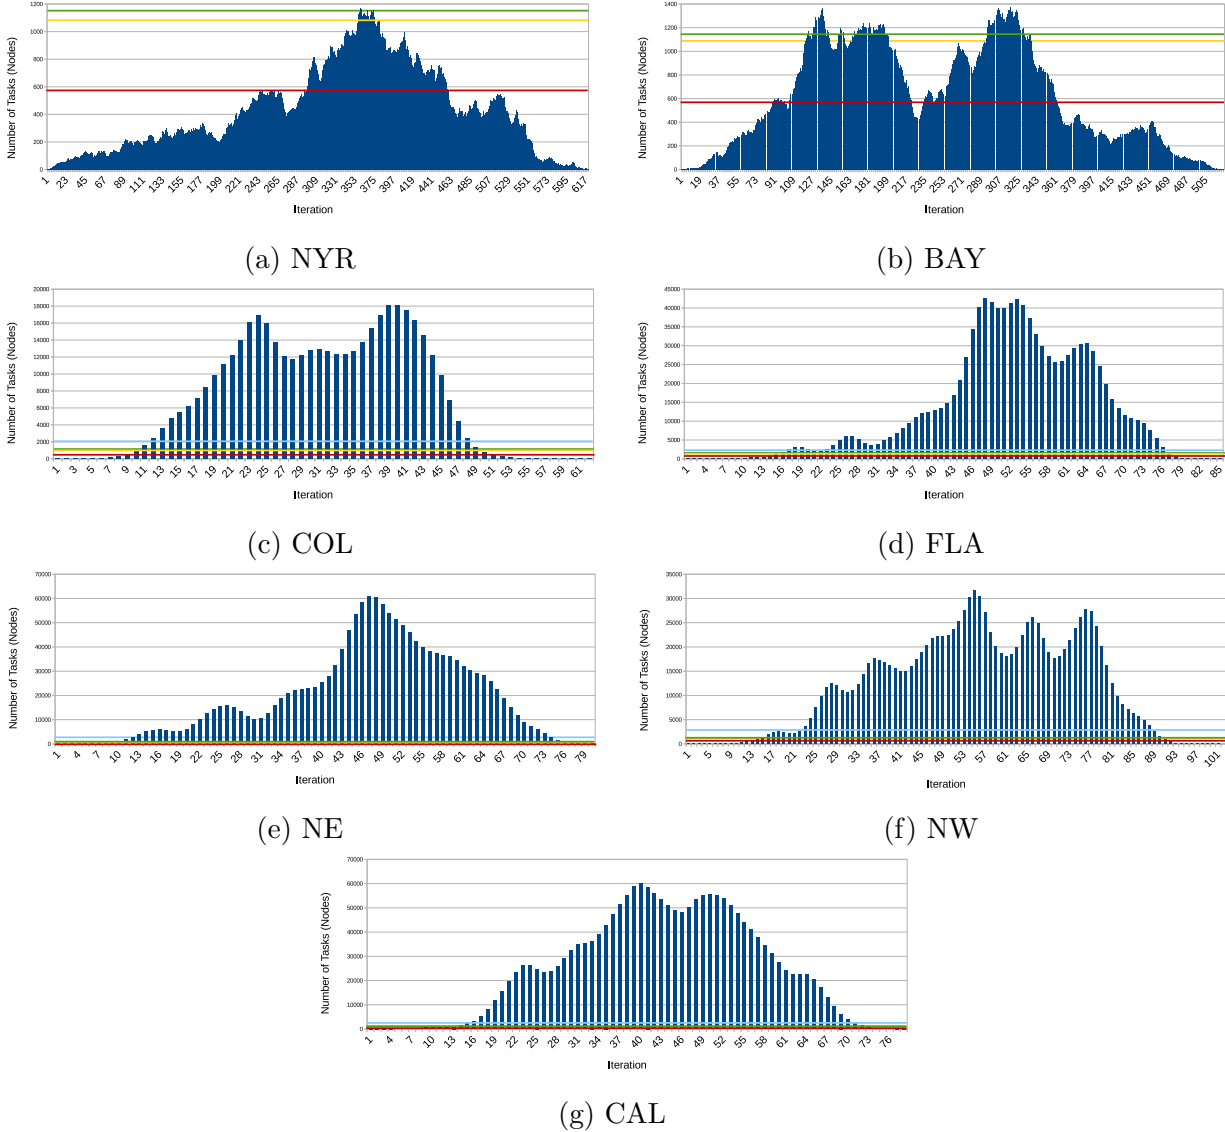 Number of Tasks (Nodes)
1200
1000
800
600
400
200
0
1 23 45 67 89 111 133 155 177 199 221 243 265 287 309 331 353 375 397 419 441 463 485 507 529 551 573 595 617
Iteration
(a) NYR
Number of Tasks (Nodes)
1400
1200
1000
800
600
400
200
0
1 19 37 55 73 91 109 127 145 163 181 199 217 235 253 271 289 307 325 343 361 379 397 415 433 451 469 487 505
Iteration
(b) BAY
Number of Tasks (Nodes)
20000
18000
16000
14000
12000
10000
8000
6000
4000
2000
0
1 3 5 7 9 11 13 15 17 19 21 23 25 27 29 31 33 35 37 39 41 43 45 47 49 51 53 55 57 59 61
Iteration
(c) COL
Number of Tasks (Nodes)
45000
40000
35000
30000
25000
20000
15000
10000
5000
0
1 4 7 10 13 16 19 22 25 28 31 34 37 40 43 46 49 52 55 58 61 64 67 70 73 76 79 82 85
Iteration
(d) FLA
Number of Tasks (Nodes)
70000
60000
50000
40000
30000
20000
10000
0
1 4 7 10 13 16 19 22 25 28 31 34 37 40 43 46 49 52 55 58 61 64 67 70 73 76 79
Iteration
(e) NE
Number of Tasks (Nodes)
35000
30000
25000
20000
15000
10000
5000
0
1 5 9 13 17 21 25 29 33 37 41 45 49 53 57 61 65 69 73 77 81 85 89 93 97 101
Iteration
(f) NW
Number of Tasks (Nodes)
70000
60000
50000
40000
30000
20000
10000
0
1 4 7 10 13 16 19 22 25 28 31 34 37 40 43 46 49 52 55 58 61 64 67 70 73 76
Iteration
(g) CAL